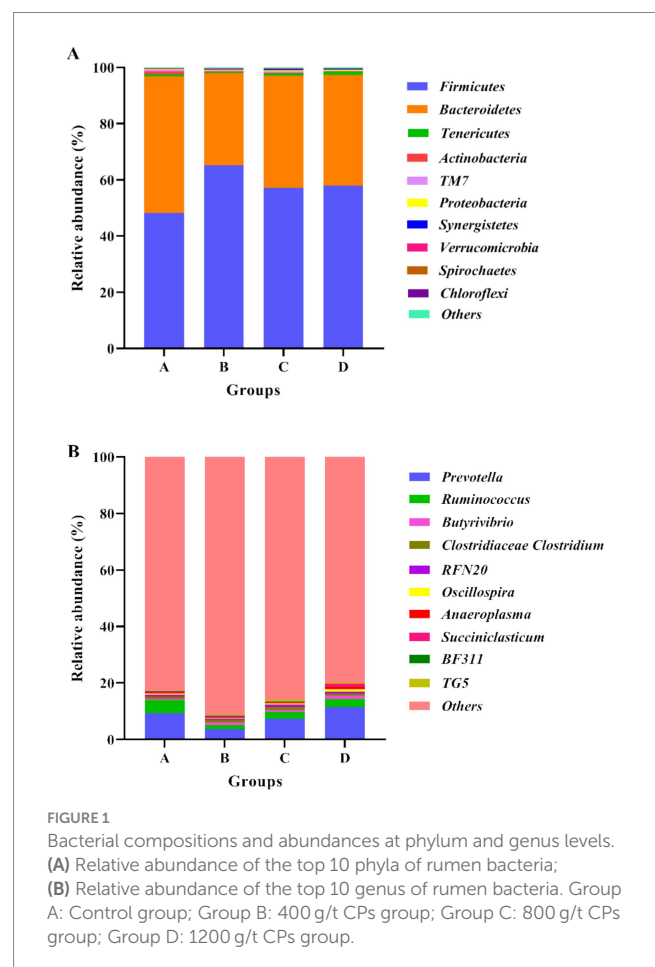 A
Relative abundance (%)
100
80
60
40
20
0
A B C D
Groups
Firmicutes
Bacteroidetes
Tenericutes
Actinobacteria
TM7
Proteobacteria
Synergistetes
Verrucomicrobia
Spirochaetes
Chloroflexi
Others
B
Relative abundance (%)
100
80
60
40
20
0
A B C D
Groups
Prevotella
Ruminococcus
Butyrivibrio
Clostridiaceae Clostridium
RFN20
Oscillospira
Anaeroplasma
Succiniclasticum
BF311
TG5
Others
FIGURE 1
Bacterial compositions and abundances at phylum and genus levels.
(A) Relative abundance of the top 10 phyla of rumen bacteria;
(B) Relative abundance of the top 10 genus of rumen bacteria. Group
A: Control group; Group B: 400 g/t CPs group; Group C: 800 g/t CPs
group; Group D: 1200 g/t CPs group.